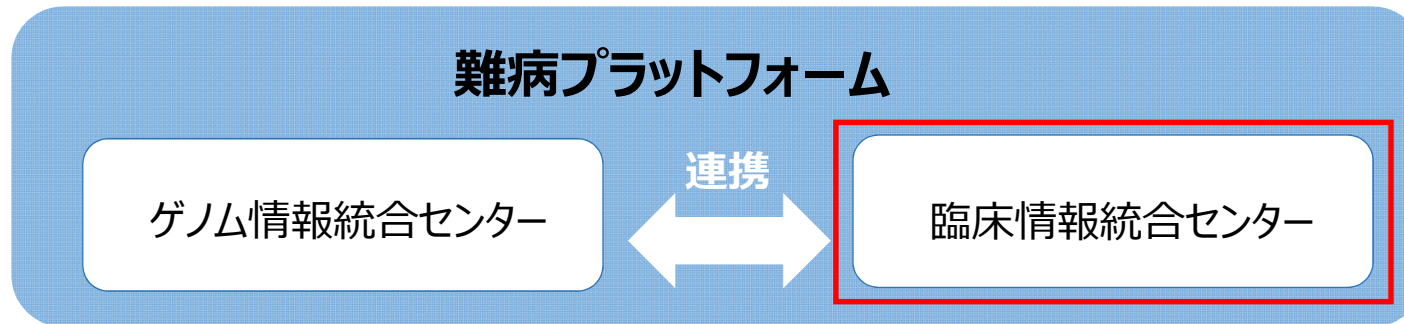 難病プラットフォーム
連携
ゲノム情報統合センター
臨床情報統合センター